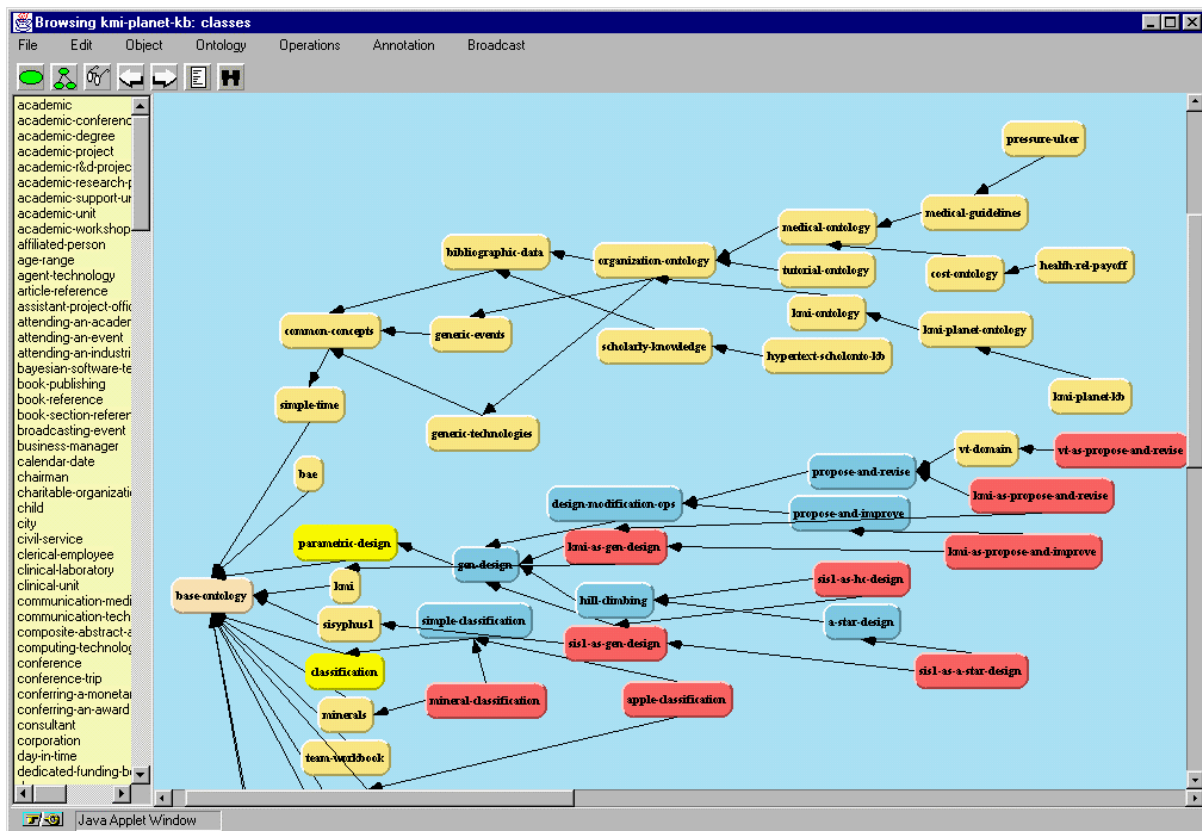 Browsing kmi-planet-kb: classes
File Edit Object Ontology Operations Annotation Broadcast
academic
academic-conferenc
academic-degree
academic-project
academic-r&d-projec
academic-research-p
academic-support-un
academic-unit
academic-workshop
affiliated-person
age-range
agent-technology
article-reference
assistant-project-offic
attending-an-academ
attending-an-event
attending-an-industri
bayesian-software-te
book-publishing
book-reference
book-section-referen
broadcasting-event
business-manager
calendar-date
chairman
charitable-organizatio
child
city
civil-service
clerical-employee
clinical-laboratory
clinical-unit
communication-medi
communication-tech
composite-abstract-a
computing-technolog
conference
conference-trip
conferring-a-monetar
conferring-an-award
consultant
corporation
day-in-time
dedicated-funding-bo
pressure-ulcer
medical-guidelines
medical-ontology
bibliographic-data
organization-ontology
tutorial-ontology
cost-ontology
health-rel-payoff
kmi-ontology
common-concepts
generic-events
kmi-planet-ontology
scholarly-knowledge
hypertext-scholonto-kb
kmi-planet-kb
simple-time
generic-technologies
vt-domain
vt-as-propose-and-revise
bae
propose-and-revise
design-modification-ops
kmi-as-propose-and-revise
propose-and-improve
parametric-design
kmi-as-gen-design
kmi-as-propose-and-improve
gen-design
kmi
sis1-as-hc-design
base-ontology
hill-climbing
sisyphus1
simple-classification
a-star-design
sis1-as-gen-design
classification
sis1-as-a-star-design
mineral-classification
apple-classification
minerals
team-workbook
Java Applet Window